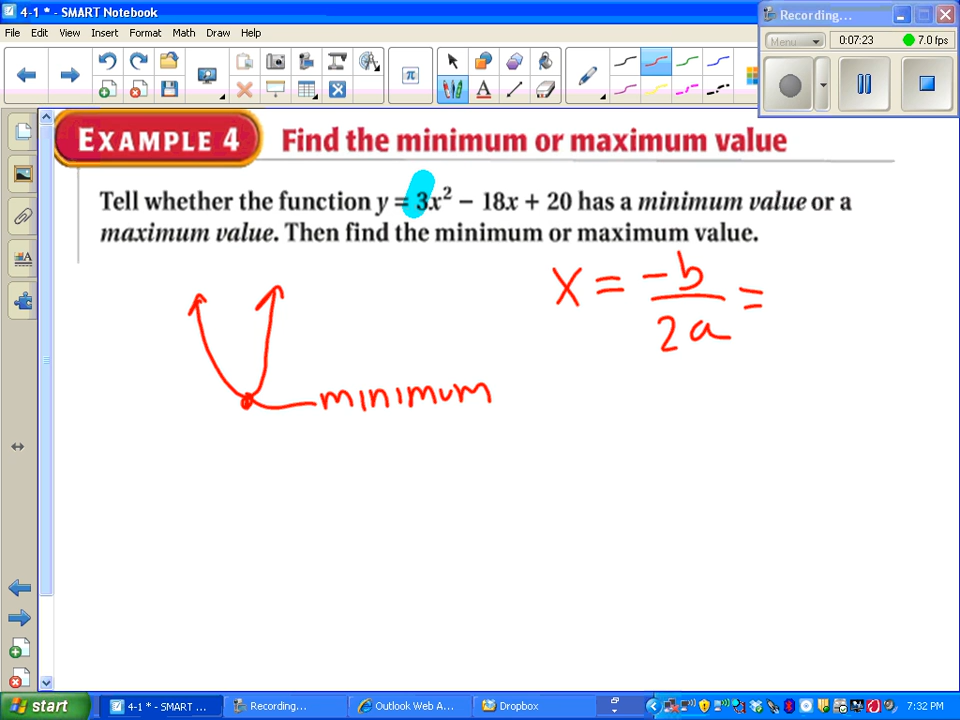 4-1 * - SMART Notebook
Recording...
File Edit View Insert Format Math Draw Help
Menu 00:07:23 7.0 fps
EXAMPLE 4 Find the minimum or maximum value
Tell whether the function y = 3x² − 18x + 20 has a minimum value or a
maximum value. Then find the minimum or maximum value.
x = -b/2a =
minimum
start 4-1 * - SMART ... Recording... Outlook Web A... Dropbox 7:32 PM